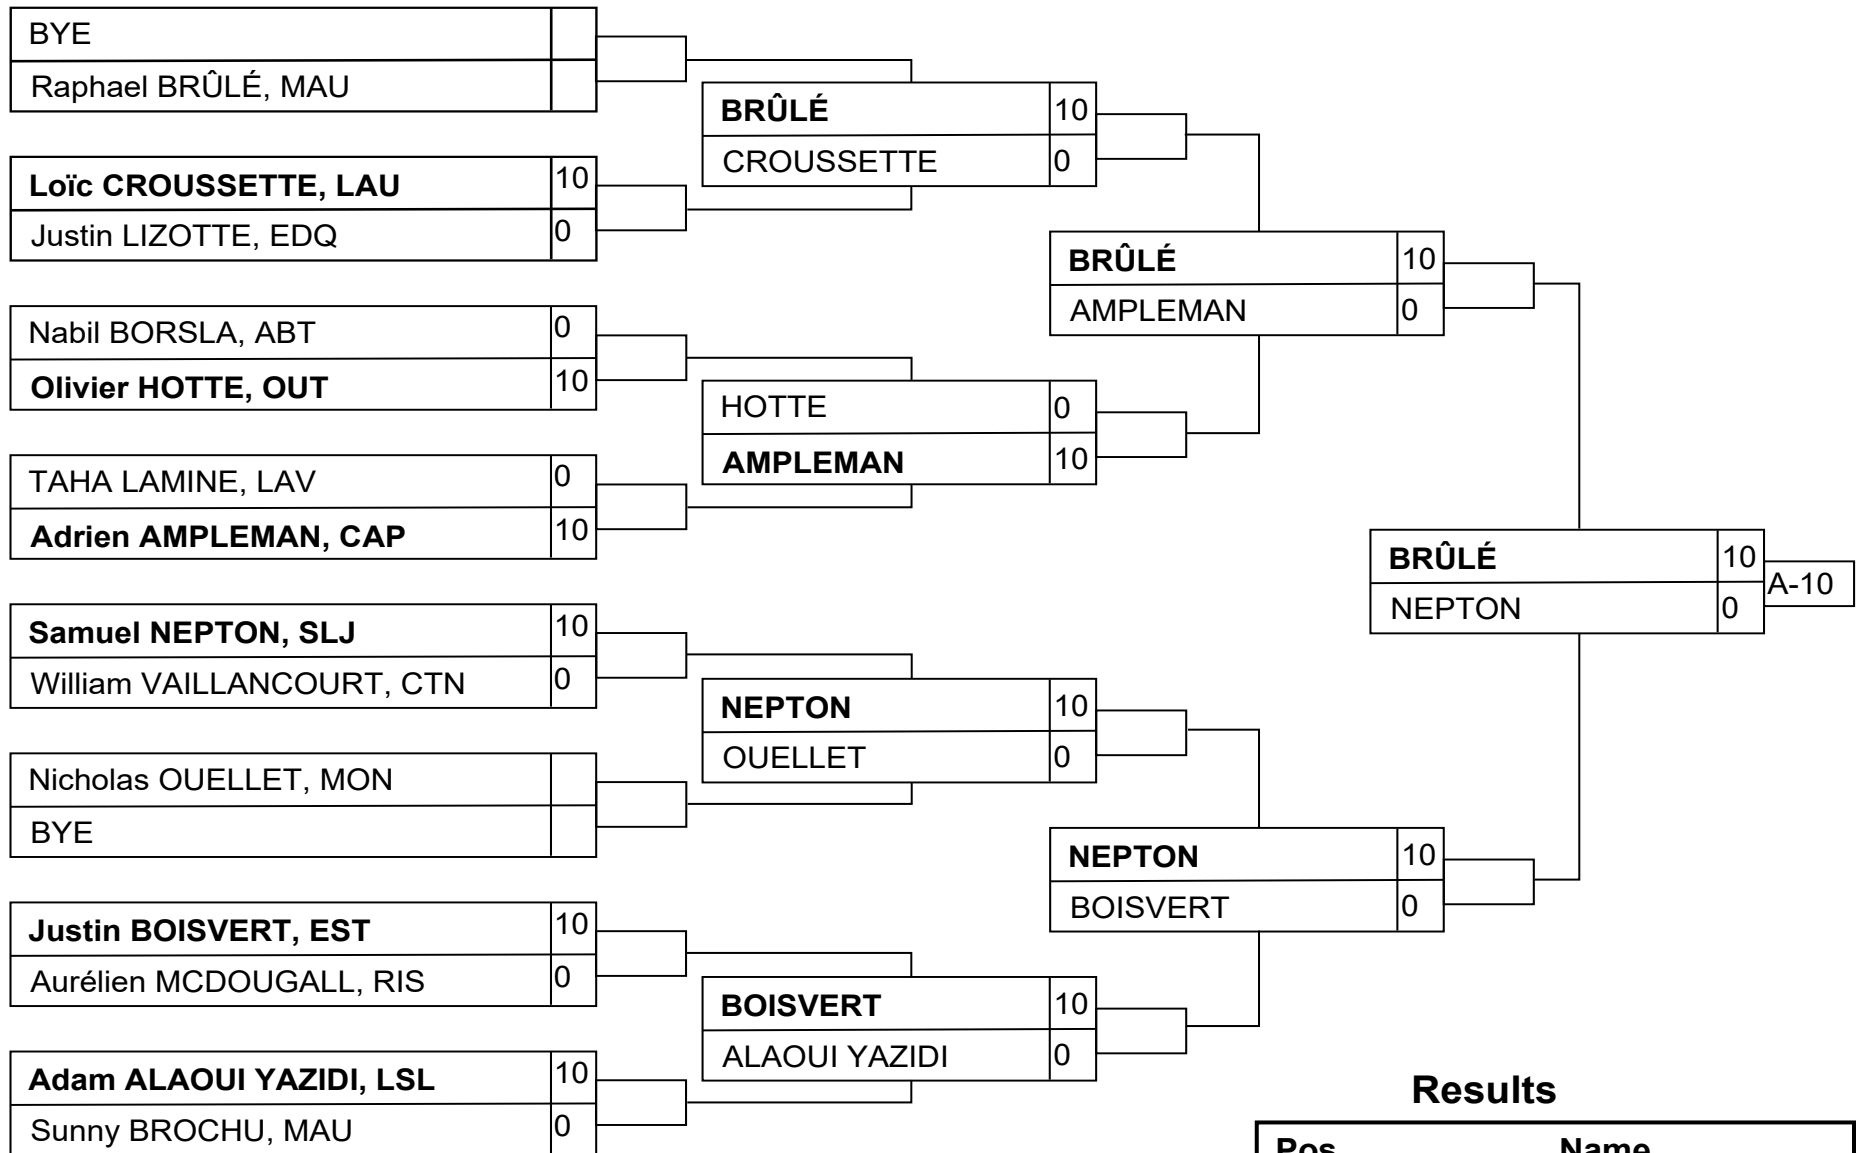 BYE
Raphael BRÛLÉ, MAU
Loïc CROUSSETTE, LAU 10
Justin LIZOTTE, EDQ 0
Nabil BORSLA, ABT 0
Olivier HOTTE, OUT 10
TAHA LAMINE, LAV 0
Adrien AMPLEMAN, CAP 10
Samuel NEPTON, SLJ 10
William VAILLANCOURT, CTN 0
Nicholas OUELLET, MON
BYE
Justin BOISVERT, EST 10
Aurélien MCDOUGALL, RIS 0
Adam ALAOUI YAZIDI, LSL 10
Sunny BROCHU, MAU 0
BRÛLÉ 10
CROUSSETTE 0
HOTTE 0
AMPLEMAN 10
NEPTON 10
OUELLET 0
BOISVERT 10
ALAOUI YAZIDI 0
BRÛLÉ 10
AMPLEMAN 0
NEPTON 10
BOISVERT 0
BRÛLÉ 10
NEPTON 0
A-10
Results
Pos Name